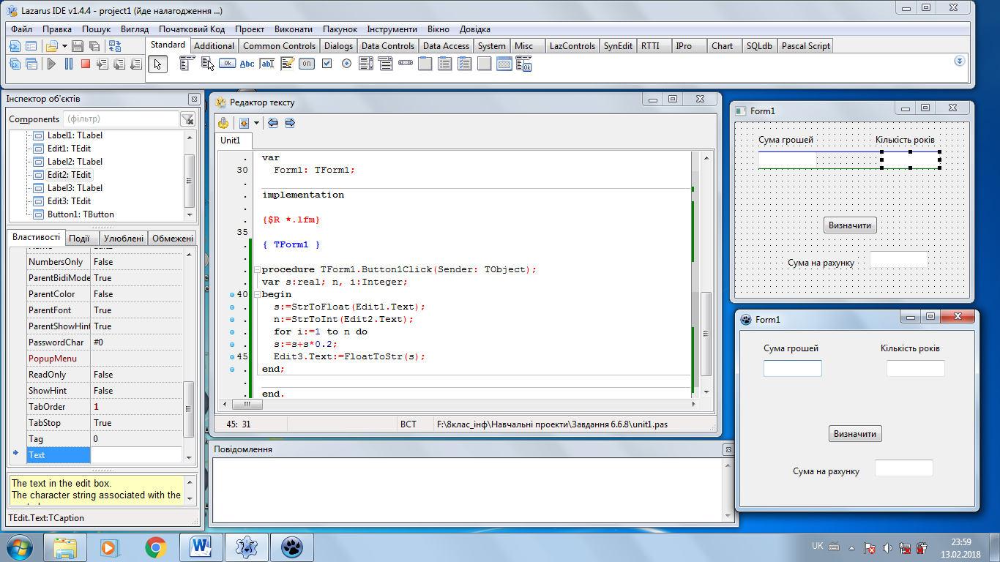 Lazarus IDE v1.4.4 - project1 (йде налагодження ...)
Файл Правка Пошук Вигляд Початковий Код Проект Виконати Пакунок Інструменти Вікно Довідка
Standard Additional Common Controls Dialogs Data Controls Data Access System Misc LazControls SynEdit RTTI IPro Chart SQLdb Pascal Script
Ok Abc ab on Ok
Інспектор об'єктів
Components (фільтр)
Label1: TLabel
Edit1: TEdit
Label2: TLabel
Edit2: TEdit
Label3: TLabel
Edit3: TEdit
Button1: TButton
Властивості Події Улюблені Обмежені
NumbersOnly False
ParentBidiMode True
ParentColor False
ParentFont True
ParentShowHint True
PasswordChar #0
PopupMenu
ReadOnly False
ShowHint False
TabOrder 1
TabStop True
Tag 0
Text
The text in the edit box.
The character string associated with the
TEdit.Text:TCaption
Редактор тексту
Unit1
var
30 Form1: TForm1;
implementation
{$R *.lfm}
35
{ TForm1 }
procedure TForm1.Button1Click(Sender: TObject);
var s:real; n, i:Integer;
40 begin
s:=StrToFloat(Edit1.Text);
n:=StrToInt(Edit2.Text);
for i:=1 to n do
s:=s+s*0.2;
45 Edit3.Text:=FloatToStr(s);
end;
end.
45: 31 ВСТ F:\8клас_інф\Навчальні проекти\Завдання 6.6.8\unit1.pas
Повідомлення
Form1
Сума грошей Кількість років
Визначити
Сума на рахунку
Form1
Сума грошей Кількість років
Визначити
Сума на рахунку
UK
23:59
13.02.2018